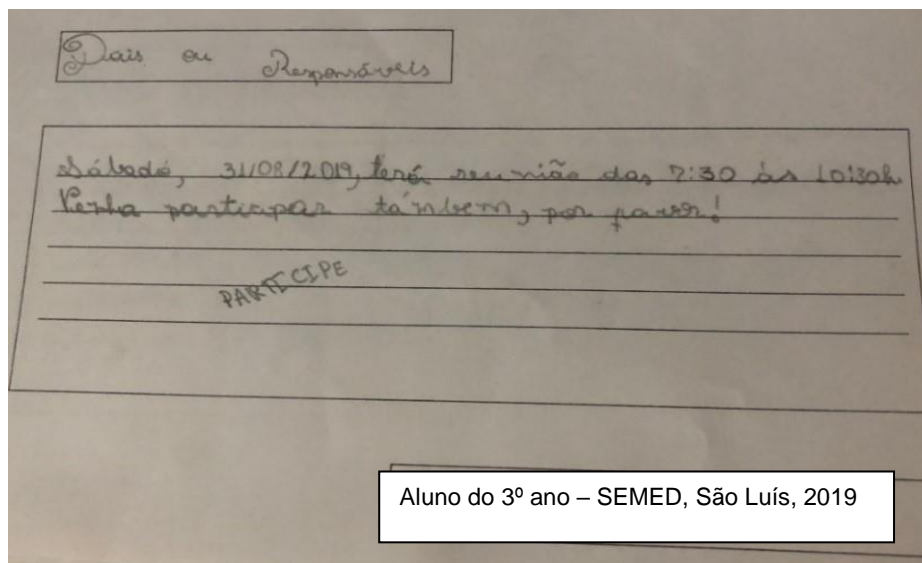 Pais ou Responsáveis
Sábado, 31/08/2019, terá reunião das 7:30 às 10:30h
Venha participar também, por favor!
PARTICIPE
Aluno do 3º ano – SEMED, São Luís, 2019